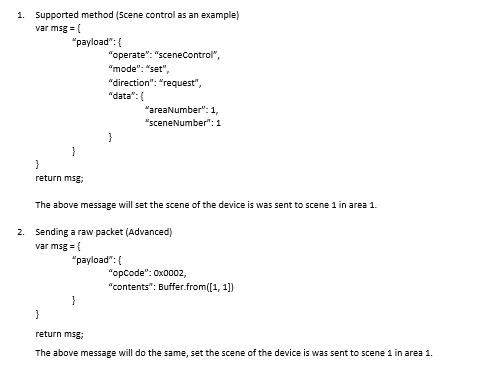 1. Supported method (Scene control as an example)
var msg = {
"payload": {
"operate": "sceneControl",
"mode": "set",
"direction": "request",
"data": {
"areaNumber": 1,
"sceneNumber": 1
}
}
}
return msg;
The above message will set the scene of the device is was sent to scene 1 in area 1.
2. Sending a raw packet (Advanced)
var msg = {
"payload": {
"opCode": 0x0002,
"contents": Buffer.from([1, 1])
}
}
return msg;
The above message will do the same, set the scene of the device is was sent to scene 1 in area 1.